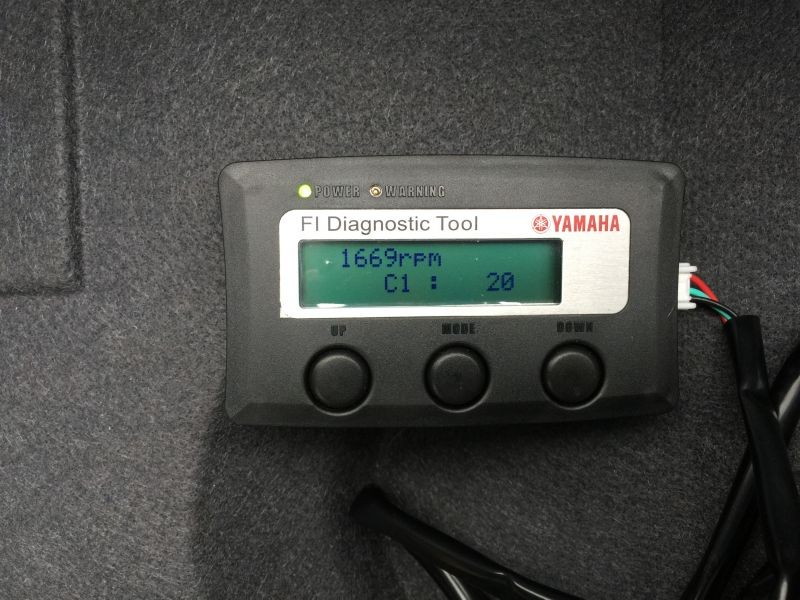 POWER WARNING
FI Diagnostic Tool YAMAHA
1669rpm
C1 : 20
UP MODE DOWN